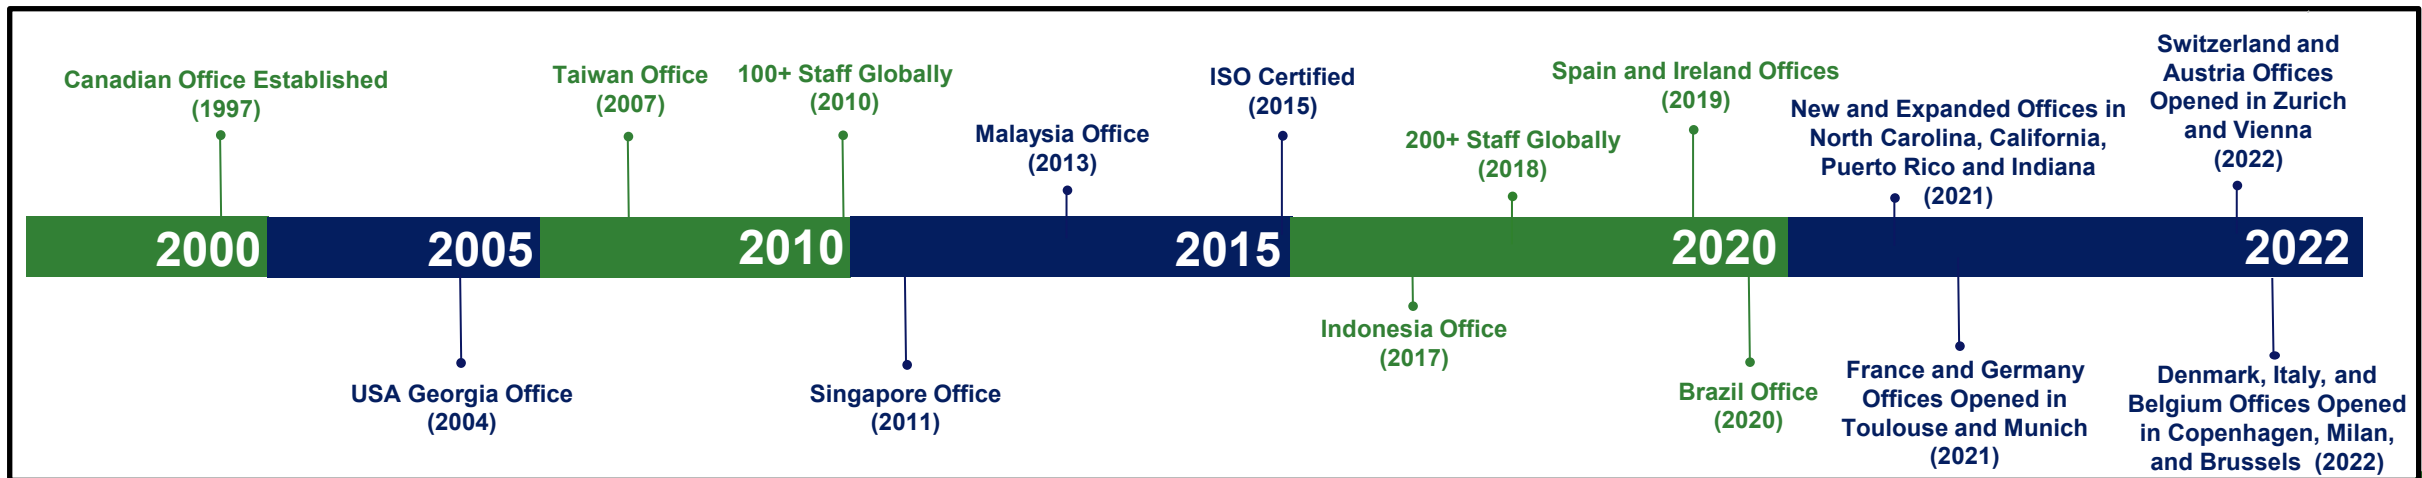 Canadian Office Established
(1997)
Taiwan Office
(2007)
100+ Staff Globally
(2010)
Malaysia Office
(2013)
ISO Certified
(2015)
200+ Staff Globally
(2018)
Spain and Ireland Offices
(2019)
New and Expanded Offices in
North Carolina, California,
Puerto Rico and Indiana
(2021)
Switzerland and
Austria Offices
Opened in Zurich
and Vienna
(2022)
2000
2005
2010
2015
2020
2022
USA Georgia Office
(2004)
Singapore Office
(2011)
Indonesia Office
(2017)
Brazil Office
(2020)
France and Germany
Offices Opened in
Toulouse and Munich
(2021)
Denmark, Italy, and
Belgium Offices Opened
in Copenhagen, Milan,
and Brussels (2022)